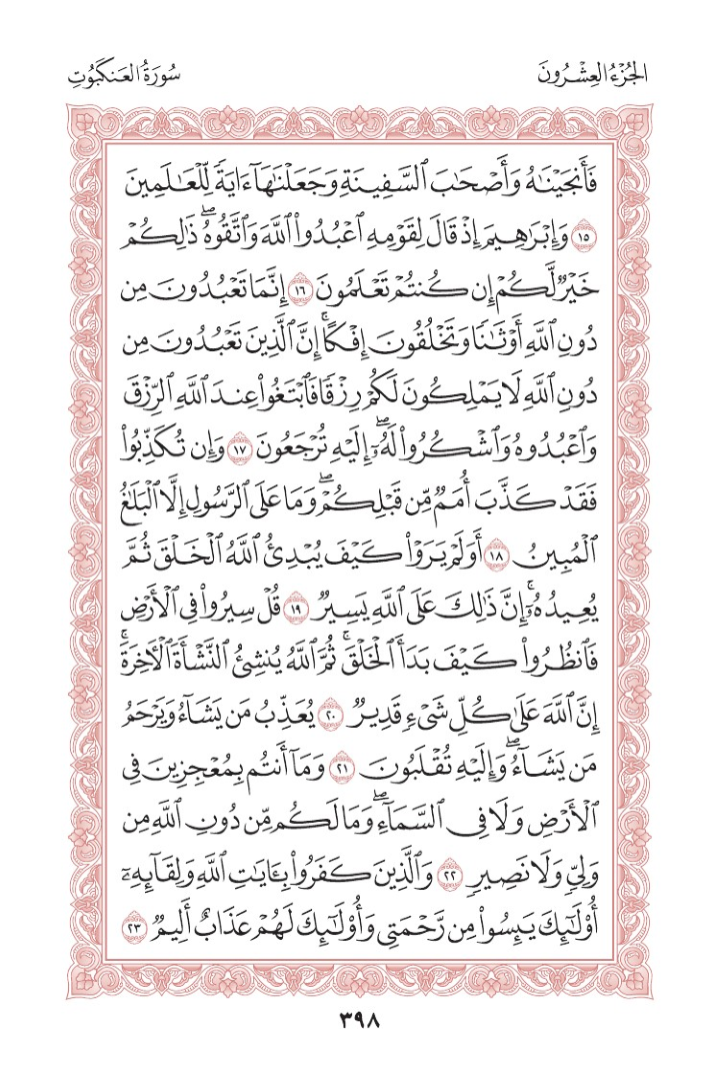 الجُزْءُ العِشْرُونَ
سُورَةُ العَنكَبُوتِ
فَأَنجَيْنَٰهُ وَأَصْحَٰبَ ٱلسَّفِينَةِ وَجَعَلْنَٰهَآ ءَايَةً لِّلْعَٰلَمِينَ
١٥ وَإِبْرَٰهِيمَ إِذْ قَالَ لِقَوْمِهِ ٱعْبُدُوا۟ ٱللَّهَ وَٱتَّقُوهُ ۖ ذَٰلِكُمْ
خَيْرٌ لَّكُمْ إِن كُنتُمْ تَعْلَمُونَ ١٦ إِنَّمَا تَعْبُدُونَ مِن
دُونِ ٱللَّهِ أَوْثَٰنًا وَتَخْلُقُونَ إِفْكًا ۚ إِنَّ ٱلَّذِينَ تَعْبُدُونَ مِن
دُونِ ٱللَّهِ لَا يَمْلِكُونَ لَكُمْ رِزْقًا فَٱبْتَغُوا۟ عِندَ ٱللَّهِ ٱلرِّزْقَ
وَٱعْبُدُوهُ وَٱشْكُرُوا۟ لَهُۥٓ ۖ إِلَيْهِ تُرْجَعُونَ ١٧ وَإِن تُكَذِّبُوا۟
فَقَدْ كَذَّبَ أُمَمٌ مِّن قَبْلِكُمْ ۖ وَمَا عَلَى ٱلرَّسُولِ إِلَّا ٱلْبَلَٰغُ
ٱلْمُبِينُ ١٨ أَوَلَمْ يَرَوْا۟ كَيْفَ يُبْدِئُ ٱللَّهُ ٱلْخَلْقَ ثُمَّ
يُعِيدُهُۥٓ ۚ إِنَّ ذَٰلِكَ عَلَى ٱللَّهِ يَسِيرٌ ١٩ قُلْ سِيرُوا۟ فِى ٱلْأَرْضِ
فَٱنظُرُوا۟ كَيْفَ بَدَأَ ٱلْخَلْقَ ۚ ثُمَّ ٱللَّهُ يُنشِئُ ٱلنَّشْأَةَ ٱلْءَاخِرَةَ ۚ
إِنَّ ٱللَّهَ عَلَىٰ كُلِّ شَىْءٍ قَدِيرٌ ٢٠ يُعَذِّبُ مَن يَشَآءُ وَيَرْحَمُ
مَن يَشَآءُ ۖ وَإِلَيْهِ تُقْلَبُونَ ٢١ وَمَآ أَنتُم بِمُعْجِزِينَ فِى
ٱلْأَرْضِ وَلَا فِى ٱلسَّمَآءِ ۖ وَمَا لَكُم مِّن دُونِ ٱللَّهِ مِن
وَلِىٍّ وَلَا نَصِيرٍ ٢٢ وَٱلَّذِينَ كَفَرُوا۟ بِـَٔايَٰتِ ٱللَّهِ وَلِقَآئِهِۦٓ
أُو۟لَٰٓئِكَ يَئِسُوا۟ مِن رَّحْمَتِى وَأُو۟لَٰٓئِكَ لَهُمْ عَذَابٌ أَلِيمٌ ٢٣
٣٩٨